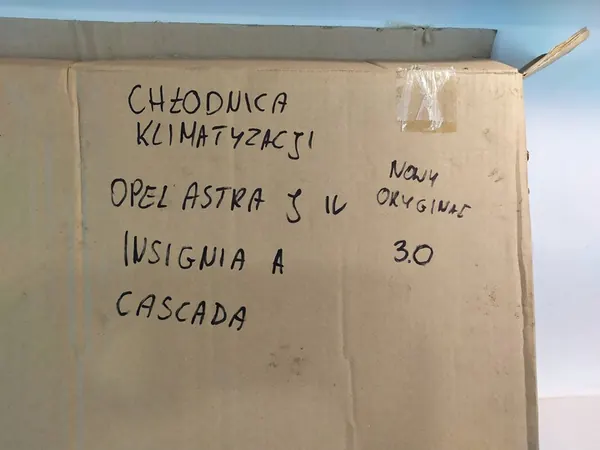 CHŁODNICA
KLIMATYZACJI
OPEL ASTRA J IV
INSIGNIA A
CASCADA
NOWY
ORYGINAŁ
3.0